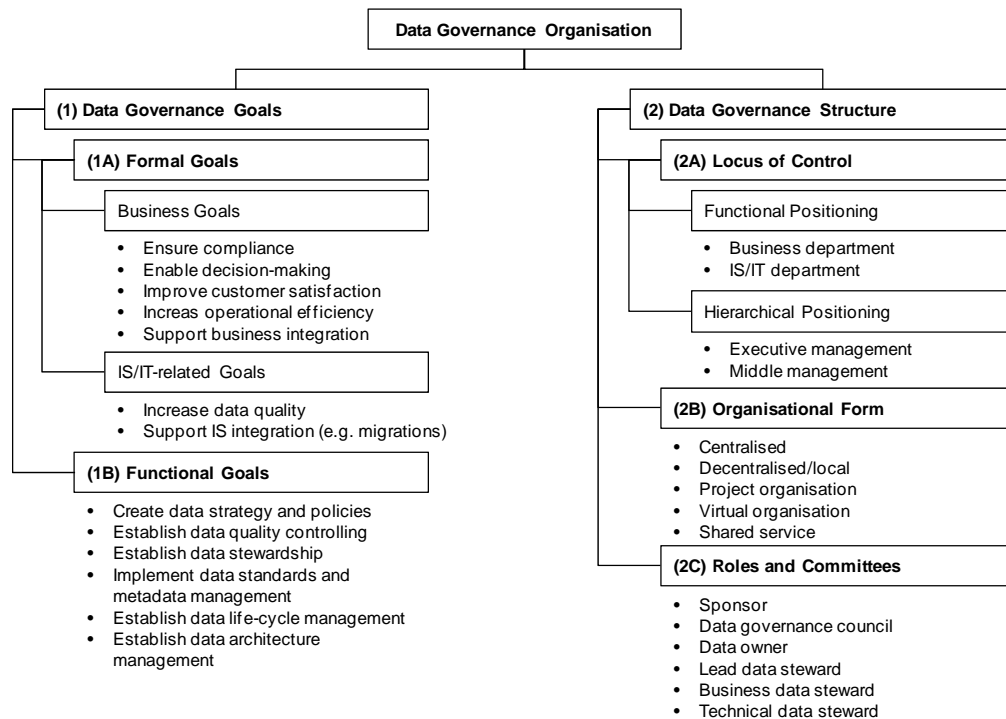 Data Governance Organisation
(1) Data Governance Goals
(1A) Formal Goals
Business Goals
• Ensure compliance
• Enable decision-making
• Improve customer satisfaction
• Increas operational efficiency
• Support business integration
IS/IT-related Goals
• Increase data quality
• Support IS integration (e.g. migrations)
(1B) Functional Goals
• Create data strategy and policies
• Establish data quality controlling
• Establish data stewardship
• Implement data standards and
metadata management
• Establish data life-cycle management
• Establish data architecture
management
(2) Data Governance Structure
(2A) Locus of Control
Functional Positioning
• Business department
• IS/IT department
Hierarchical Positioning
• Executive management
• Middle management
(2B) Organisational Form
• Centralised
• Decentralised/local
• Project organisation
• Virtual organisation
• Shared service
(2C) Roles and Committees
• Sponsor
• Data governance council
• Data owner
• Lead data steward
• Business data steward
• Technical data steward